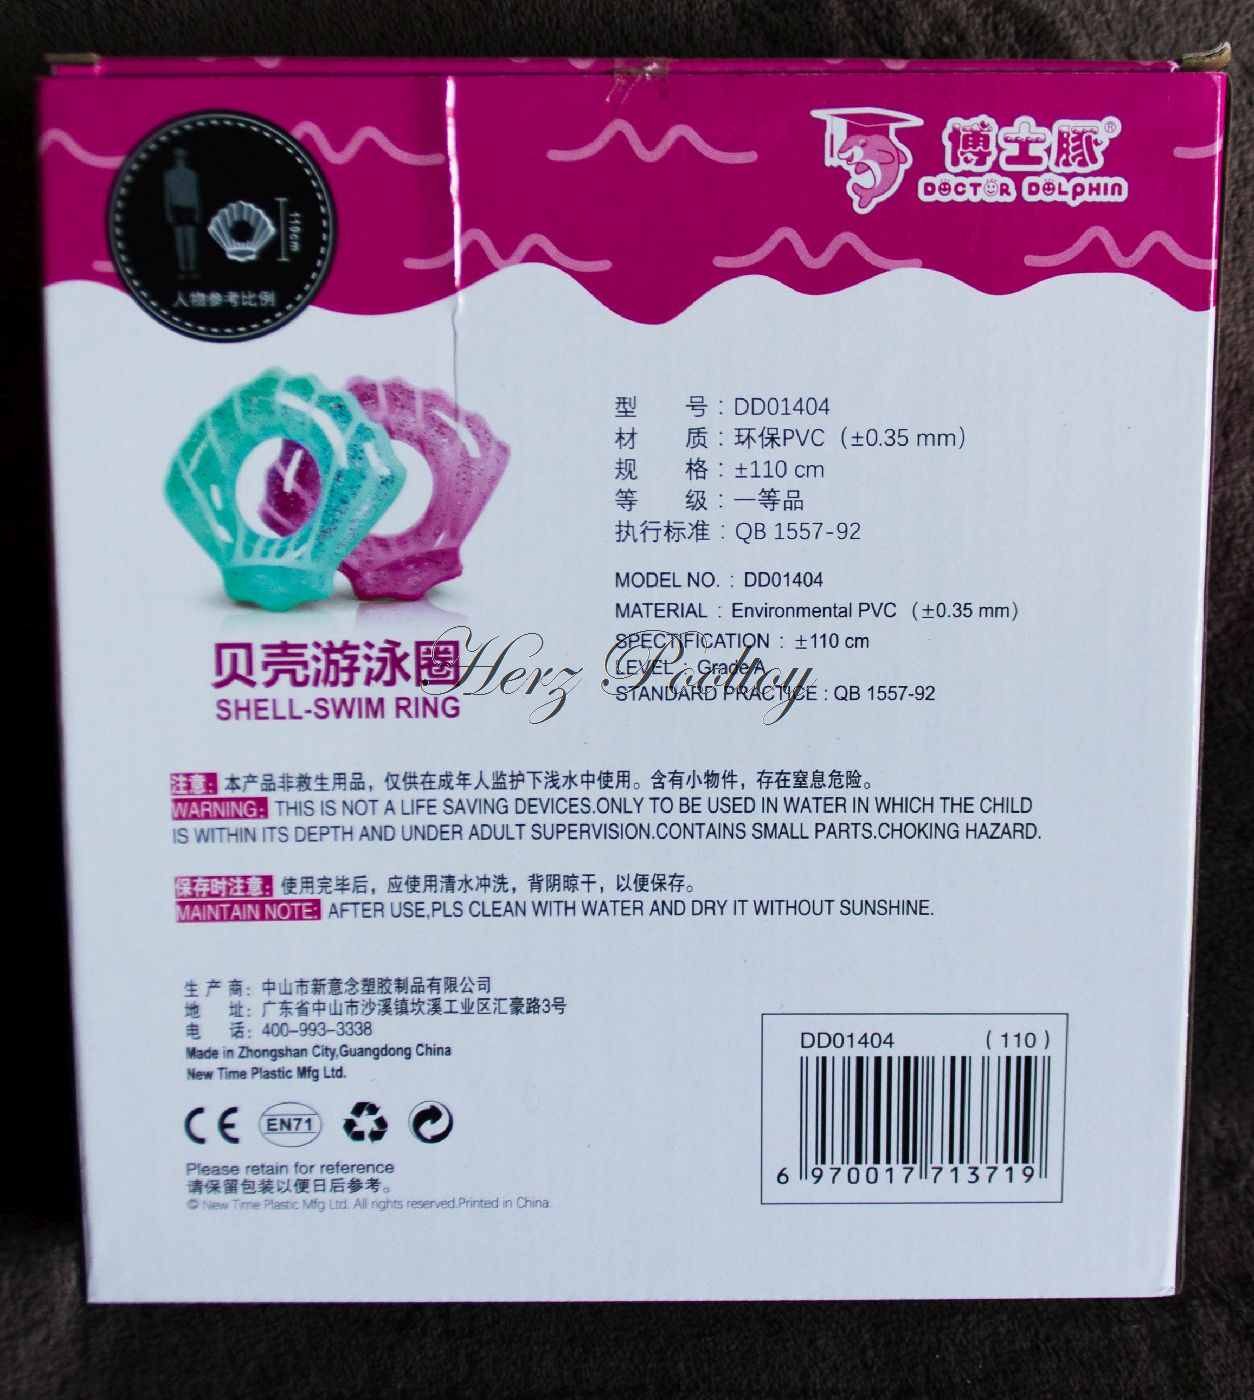 博士豚®
DOCTOR DOLPHIN
110cm
人物参考比例
型 号：DD01404
材 质：环保PVC（±0.35 mm）
规 格：±110 cm
等 级：一等品
执行标准：QB 1557-92
MODEL NO. : DD01404
MATERIAL : Environmental PVC （±0.35 mm）
SPECIFICATION : ±110 cm
LEVEL : Grade A
STANDARD PRACTICE : QB 1557-92
贝壳游泳圈
SHELL-SWIM RING
Herz Pooltoy
注意：本产品非救生用品，仅供在成年人监护下浅水中使用。含有小物件，存在窒息危险。
WARNING: THIS IS NOT A LIFE SAVING DEVICES.ONLY TO BE USED IN WATER IN WHICH THE CHILD
IS WITHIN ITS DEPTH AND UNDER ADULT SUPERVISION.CONTAINS SMALL PARTS.CHOKING HAZARD.
保存时注意：使用完毕后，应使用清水冲洗，背阴晾干，以便保存。
MAINTAIN NOTE: AFTER USE,PLS CLEAN WITH WATER AND DRY IT WITHOUT SUNSHINE.
生 产 商：中山市新意念塑胶制品有限公司
地 址：广东省中山市沙溪镇坎溪工业区汇豪路3号
电 话：400-993-3338
Made in Zhongshan City,Guangdong China
New Time Plastic Mfg Ltd.
CE EN71
Please retain for reference
请保留包装以便日后参考。
© New Time Plastic Mfg Ltd. All rights reserved.Printed in China.
DD01404 （110）
6 970017 713719